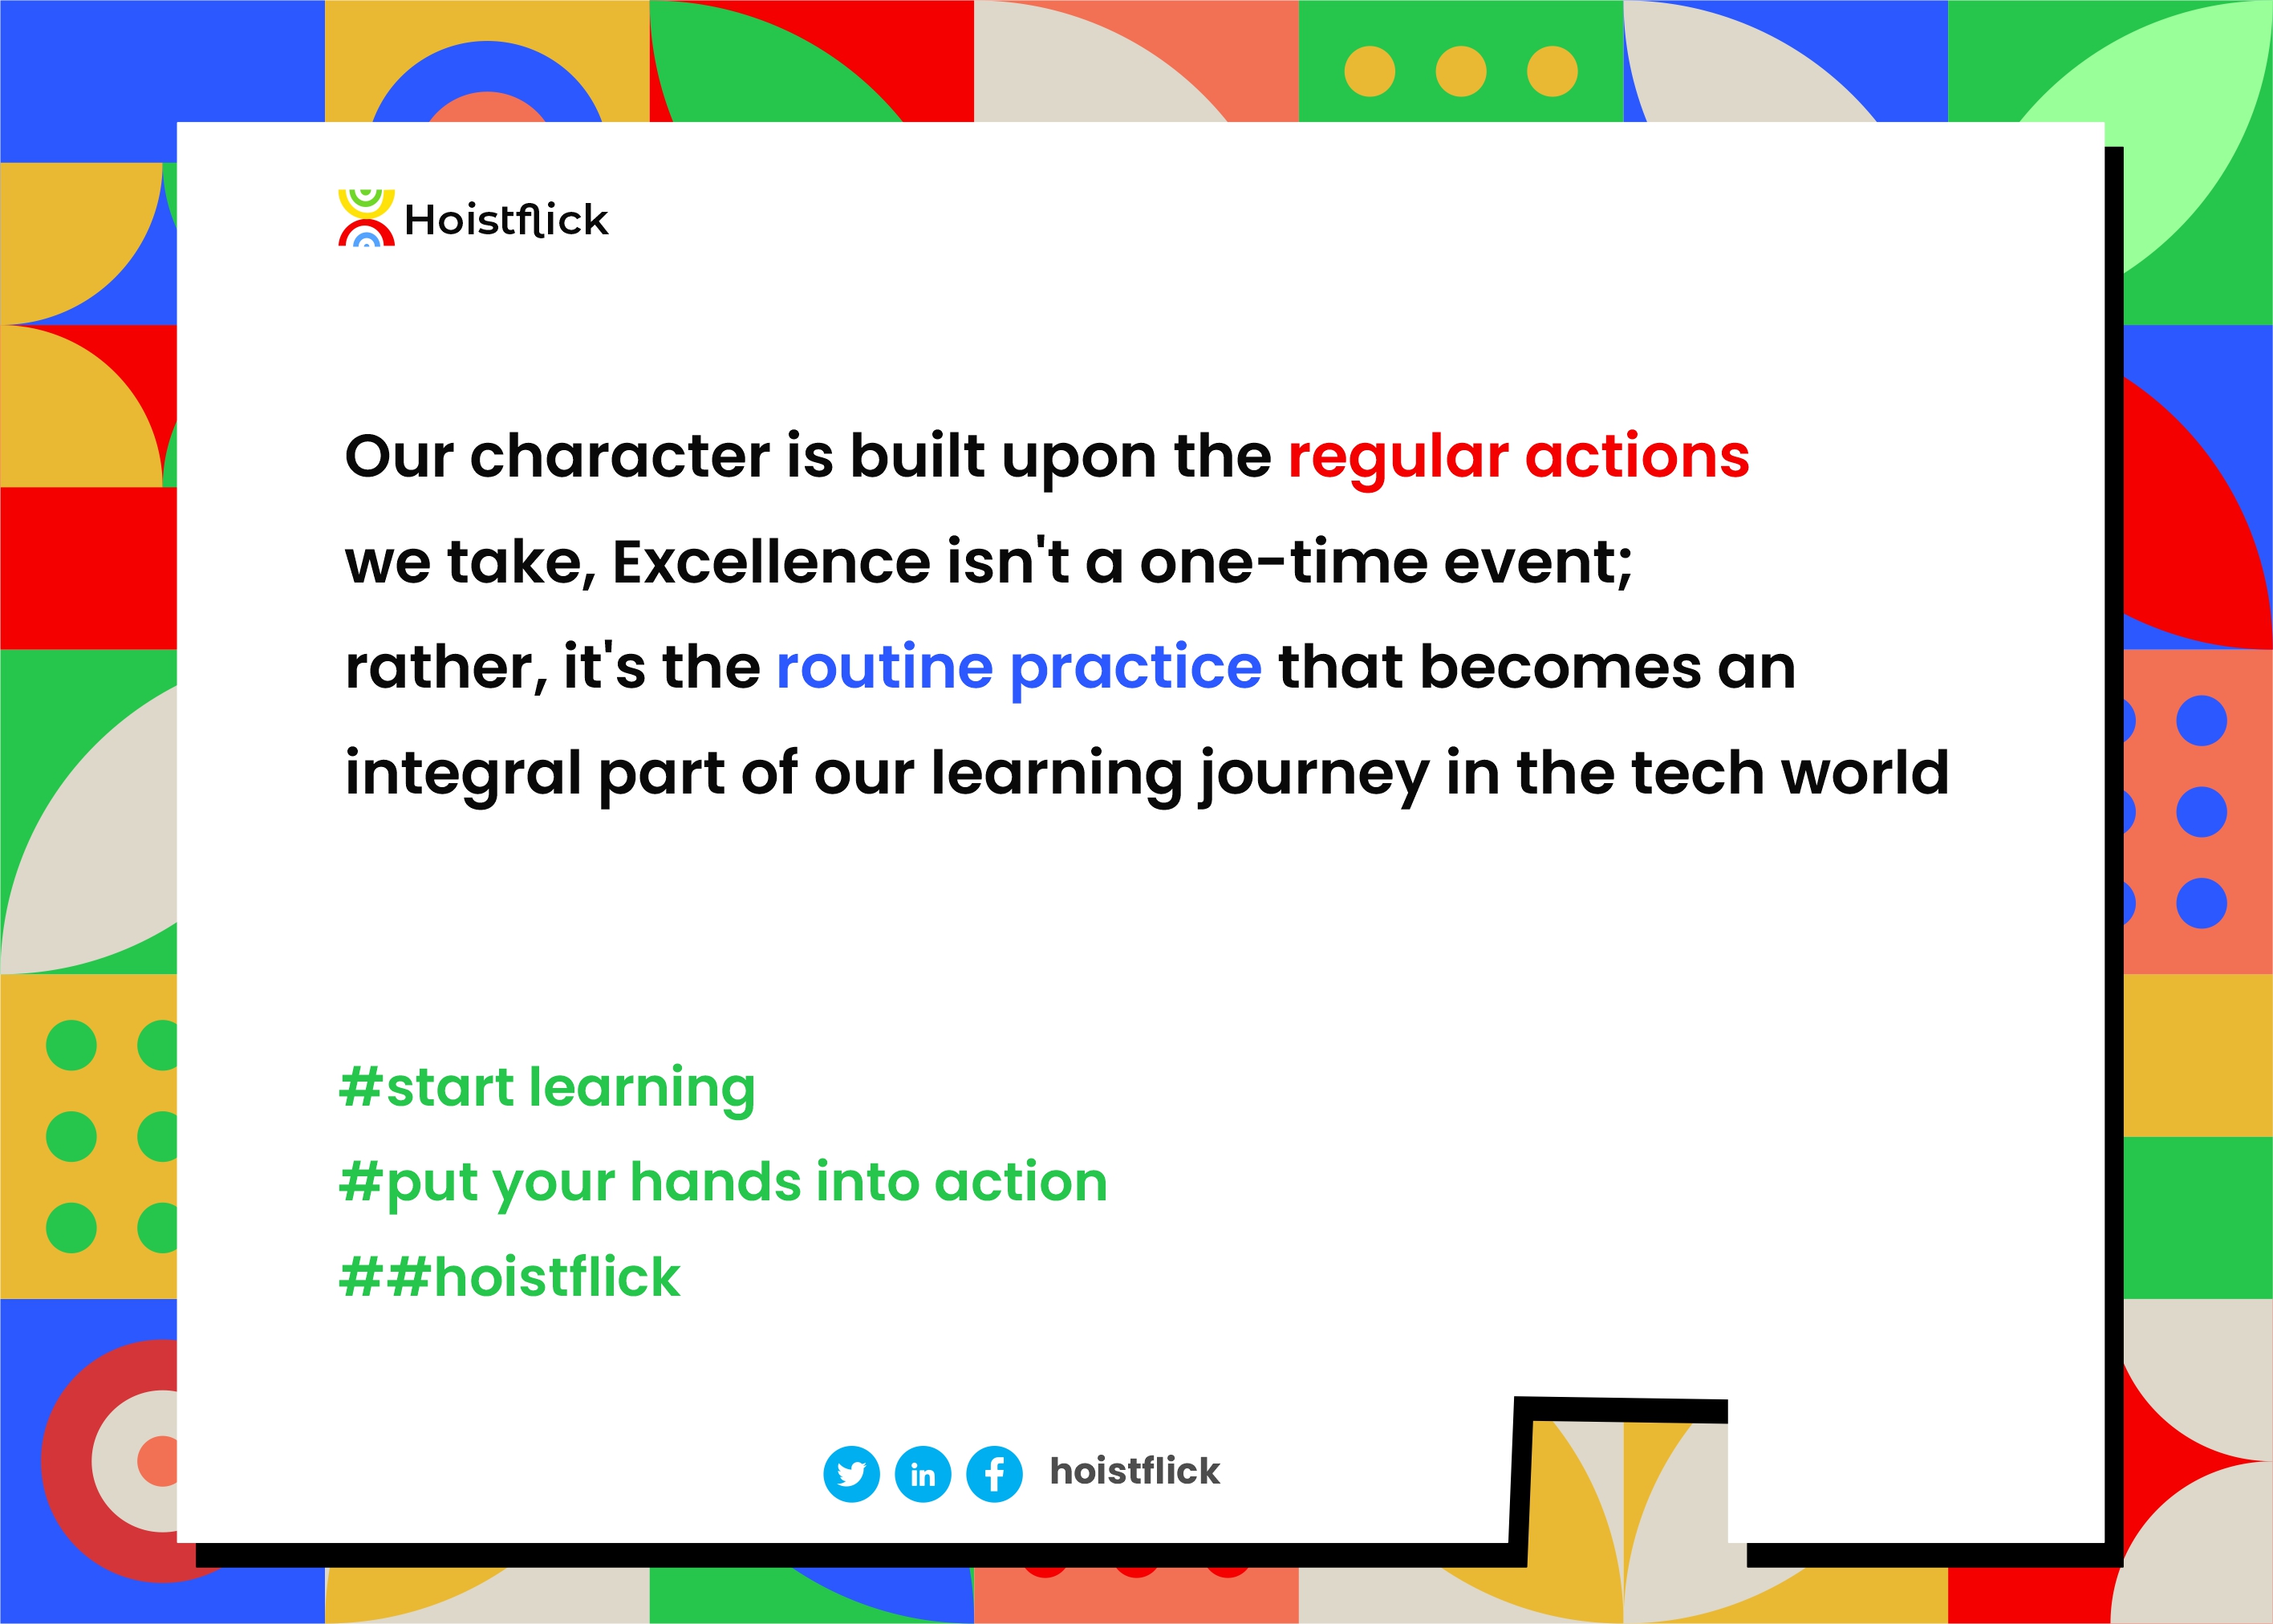 Hoistflick
Our character is built upon the regular actions
we take, Excellence isn't a one-time event;
rather, it's the routine practice that becomes an
integral part of our learning journey in the tech world
#start learning
#put your hands into action
##hoistflick
in f hoistflick